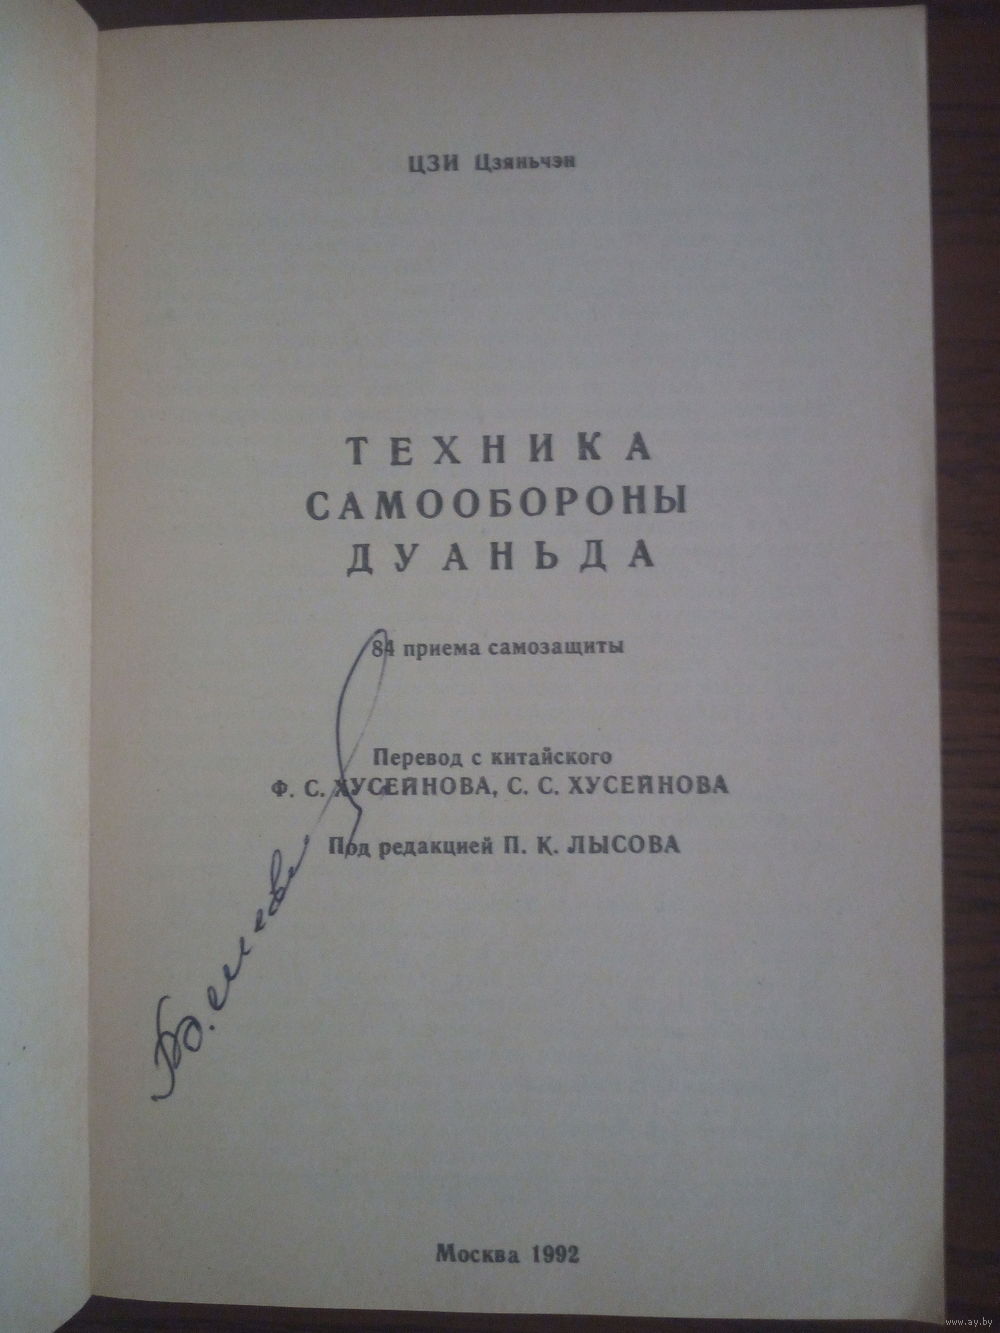 ЦЗИ Цзяньчэн
ТЕХНИКА
САМООБОРОНЫ
ДУАНЬДА
84 приема самозащиты
Перевод с китайского
Ф. С. ХУСЕЙНОВА, С. С. ХУСЕЙНОВА
Под редакцией П. К. ЛЫСОВА
Москва 1992
www.ay.by